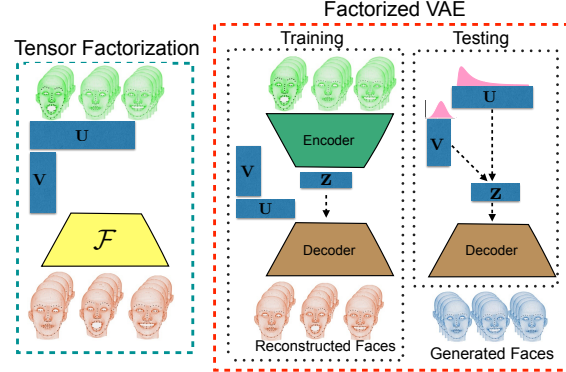 Factorized VAE
Tensor Factorization
Training
Testing
U
V
F
Encoder
Z
V
U
Decoder
Reconstructed Faces
U
V
Z
Decoder
Generated Faces